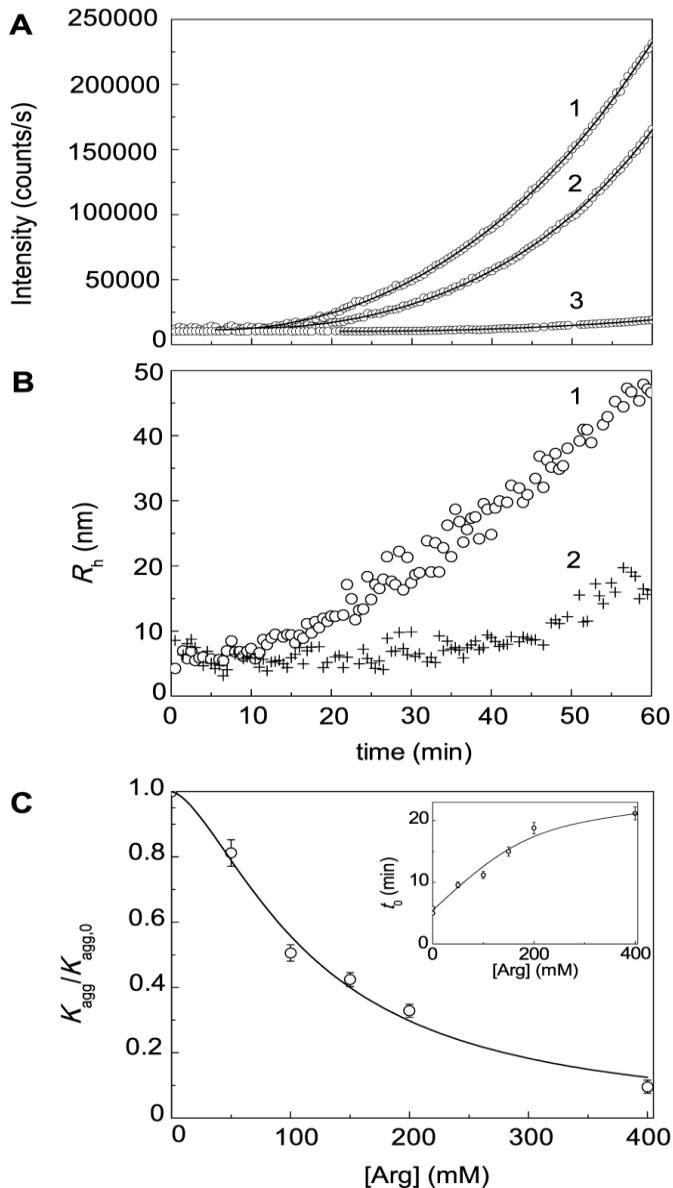 A
Intensity (counts/s)
250000
200000
150000
100000
50000
0
1
2
3
B
R_h (nm)
50
40
30
20
10
0
1
2
0 10 20 30 40 50 60
time (min)
C
K_agg/K_agg,0
1.0
0.8
0.6
0.4
0.2
0
0 100 200 300 400
[Arg] (mM)
t_0 (min)
20
10
0
0 200 400
[Arg] (mM)